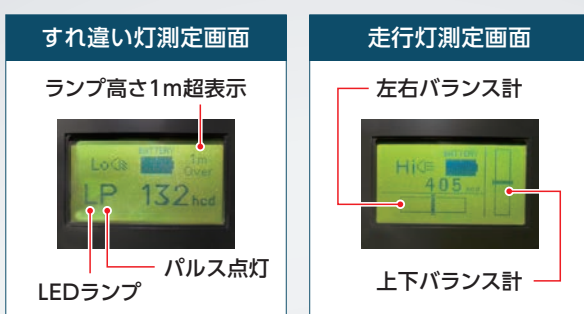 すれ違い灯測定画面
ランプ高さ1m超表示
Lo
BATTERY
1m
Over
LP 132 hcd
パルス点灯
LEDランプ
走行灯測定画面
左右バランス計
Hi
405
上下バランス計